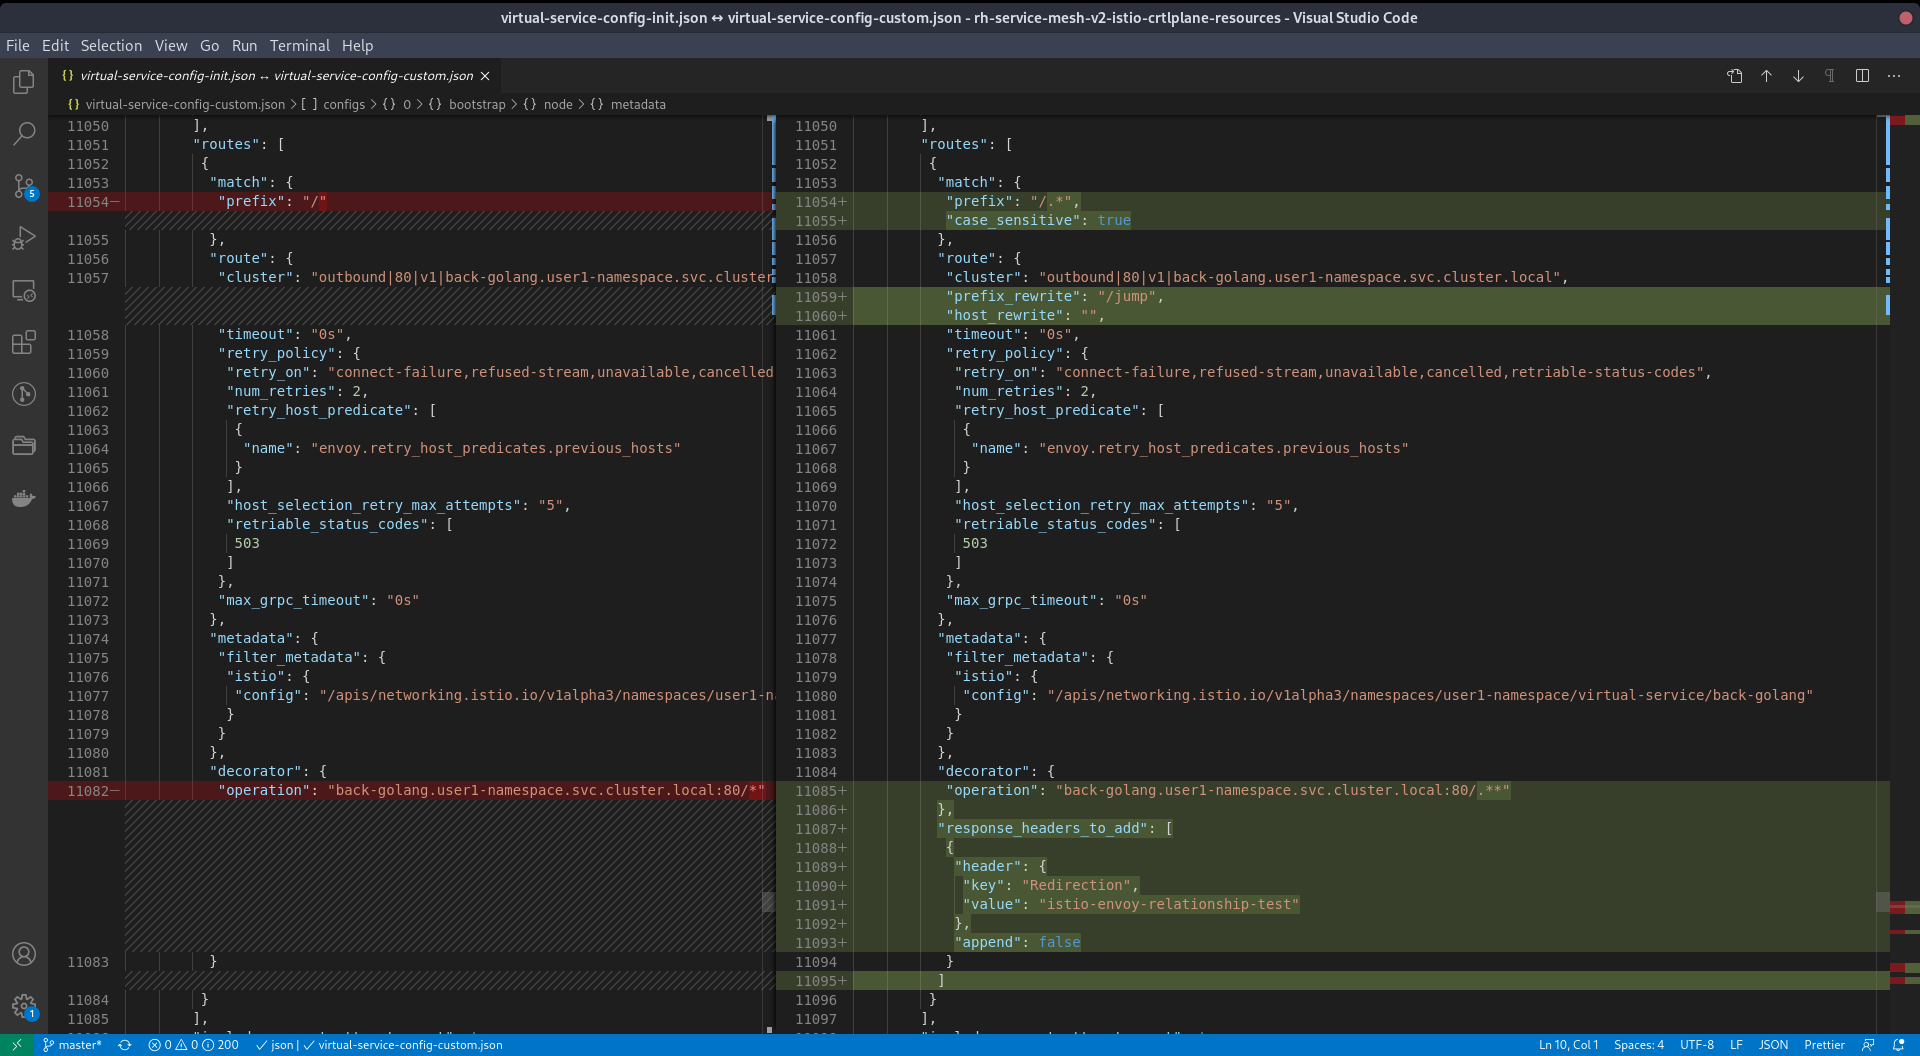 virtual-service-config-init.json ↔ virtual-service-config-custom.json - rh-service-mesh-v2-istio-crtlplane-resources - Visual Studio Code
File Edit Selection View Go Run Terminal Help
{} virtual-service-config-init.json ↔ virtual-service-config-custom.json ×
{} virtual-service-config-custom.json > [ ] configs > {} 0 > {} bootstrap > {} node > {} metadata
11050 ],
11051 "routes": [
11052 {
11053 "match": {
11054— "prefix": "/"
11055 },
11056 "route": {
11057 "cluster": "outbound|80|v1|back-golang.user1-namespace.svc.cluster
11058 "timeout": "0s",
11059 "retry_policy": {
11060 "retry_on": "connect-failure,refused-stream,unavailable,cancelled
11061 "num_retries": 2,
11062 "retry_host_predicate": [
11063 {
11064 "name": "envoy.retry_host_predicates.previous_hosts"
11065 }
11066 ],
11067 "host_selection_retry_max_attempts": "5",
11068 "retriable_status_codes": [
11069 503
11070 ]
11071 },
11072 "max_grpc_timeout": "0s"
11073 },
11074 "metadata": {
11075 "filter_metadata": {
11076 "istio": {
11077 "config": "/apis/networking.istio.io/v1alpha3/namespaces/user1-n
11078 }
11079 }
11080 },
11081 "decorator": {
11082— "operation": "back-golang.user1-namespace.svc.cluster.local:80/*"
11083 }
11084 }
11085 ],
11050 ],
11051 "routes": [
11052 {
11053 "match": {
11054+ "prefix": "/.*",
11055+ "case_sensitive": true
11056 },
11057 "route": {
11058 "cluster": "outbound|80|v1|back-golang.user1-namespace.svc.cluster.local",
11059+ "prefix_rewrite": "/jump",
11060+ "host_rewrite": "",
11061 "timeout": "0s",
11062 "retry_policy": {
11063 "retry_on": "connect-failure,refused-stream,unavailable,cancelled,retriable-status-codes",
11064 "num_retries": 2,
11065 "retry_host_predicate": [
11066 {
11067 "name": "envoy.retry_host_predicates.previous_hosts"
11068 }
11069 ],
11070 "host_selection_retry_max_attempts": "5",
11071 "retriable_status_codes": [
11072 503
11073 ]
11074 },
11075 "max_grpc_timeout": "0s"
11076 },
11077 "metadata": {
11078 "filter_metadata": {
11079 "istio": {
11080 "config": "/apis/networking.istio.io/v1alpha3/namespaces/user1-namespace/virtual-service/back-golang"
11081 }
11082 }
11083 },
11084 "decorator": {
11085+ "operation": "back-golang.user1-namespace.svc.cluster.local:80/.**"
11086+ },
11087+ "response_headers_to_add": [
11088+ {
11089+ "header": {
11090+ "key": "Redirection",
11091+ "value": "istio-envoy-relationship-test"
11092+ },
11093+ "append": false
11094 }
11095+ ]
11096 }
11097 ],
5
1
master* 0 0 200 json | virtual-service-config-custom.json Ln 10, Col 1 Spaces: 4 UTF-8 LF JSON Prettier